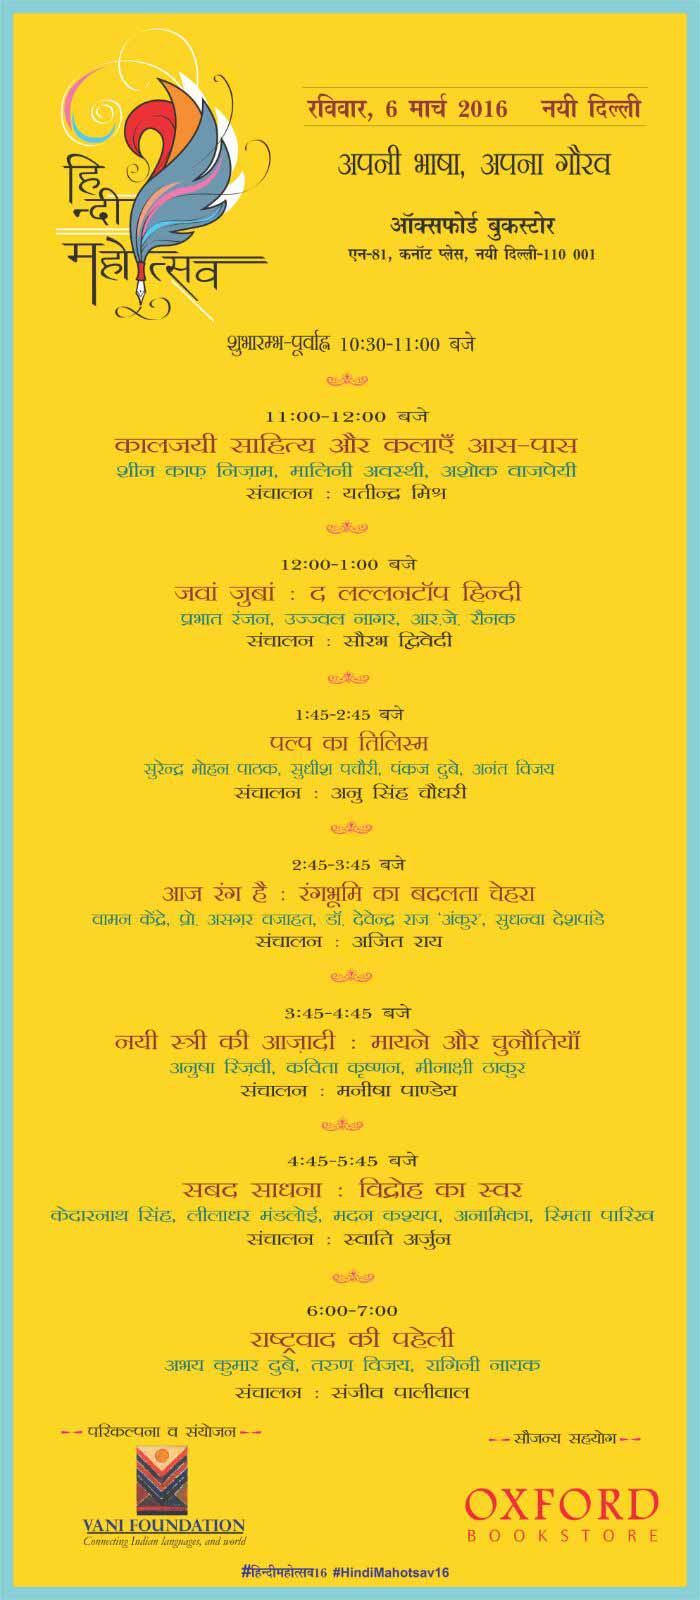 हिन्दी
महोत्सव
रविवार, 6 मार्च 2016 नयी दिल्ली
अपनी भाषा, अपना गौरव
ऑक्सफोर्ड बुकस्टोर
एन-81, कनॉट प्लेस, नयी दिल्ली-110 001
शुभारम्भ-पूर्वाह्न 10:30-11:00 बजे
11:00-12:00 बजे
कालजयी साहित्य और कलाएँ आस-पास
शीन काफ़ निज़ाम, मालिनी अवस्थी, अशोक वाजपेयी
संचालन : यतीन्द्र मिश्र
12:00-1:00 बजे
जवां जुबां : द लल्लनटॉप हिन्दी
प्रभात रंजन, उज्ज्वल नागर, आर.जे. रौनक
संचालन : सौरभ द्विवेदी
1:45-2:45 बजे
पल्प का तिलिस्म
सुरेन्द्र मोहन पाठक, सुधीश पचौरी, पंकज दुबे, अनंत विजय
संचालन : अनु सिंह चौधरी
2:45-3:45 बजे
आज रंग है : रंगभूमि का बदलता चेहरा
वामन केंद्रे, प्रो. असग़र वजाहत, डॉ. देवेन्द्र राज 'अंकुर', सुधन्वा देशपांडे
संचालन : अजित राय
3:45-4:45 बजे
नयी स्त्री की आज़ादी : मायने और चुनौतियाँ
अनुषा रिज़वी, कविता कृष्णन, मीनाक्षी ठाकुर
संचालन : मनीषा पाण्डेय
4:45-5:45 बजे
सबद साधना : विद्रोह का स्वर
केदारनाथ सिंह, लीलाधर मंडलोई, मदन कश्यप, अनामिका, स्मिता पारिख
संचालन : स्वाति अर्जुन
6:00-7:00
राष्ट्रवाद की पहेली
अभय कुमार दुबे, तरुण विजय, रागिनी नायक
संचालन : संजीव पालीवाल
परिकल्पना व संयोजन
सौजन्य सहयोग
VANI FOUNDATION
Connecting Indian languages, and world
OXFORD
BOOKSTORE
#हिन्दीमहोत्सव16 #HindiMahotsav16